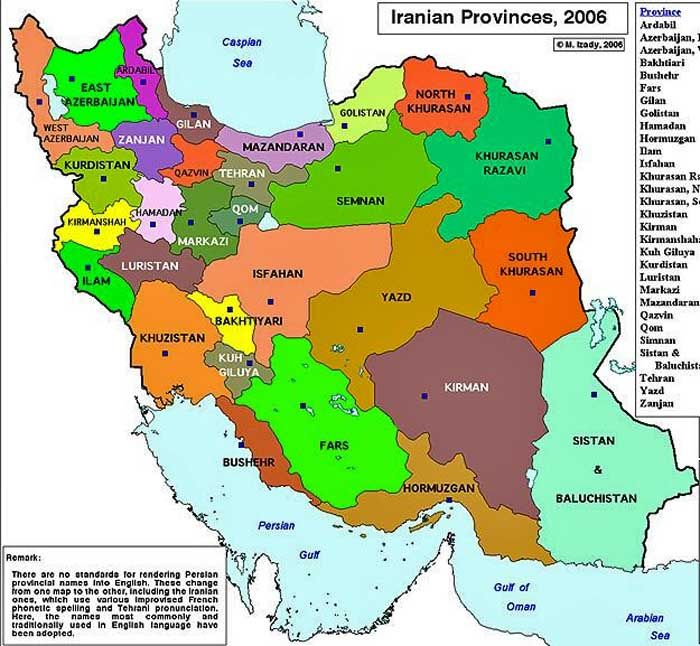 Iranian Provinces, 2006
© M. Izady, 2006
Caspian
Sea
EAST
AZERBAIJAN
ARDABIL
WEST
AZERBAIJAN
GILAN
ZANJAN
MAZANDARAN
GOLISTAN
NORTH
KHURASAN
KHURASAN
RAZAVI
KURDISTAN
QAZVIN
TEHRAN
SEMNAN
KIRMANSHAH
HAMADAN
QOM
MARKAZI
ILAM
LURISTAN
ISFAHAN
YAZD
SOUTH
KHURASAN
KHUZISTAN
BAKHTIYARI
KUH
GILUYA
KIRMAN
FARS
BUSHEHR
HORMUZGAN
SISTAN
&
BALUCHISTAN
Persian
Gulf
Gulf of
Oman
Arabian
Sea
Remark:
There are no standards for rendering Persian
provincial names into English. These change
from one map to the other, including the Iranian
ones, which use various improvised French
phonetic spelling and Tehrani pronunciation.
Here, the names most commonly and
traditionally used in English language have
been adopted.
Province
Ardabil
Azerbaijan,
Azerbaijan,
Bakhtiari
Bushehr
Fars
Gilan
Golistan
Hamadan
Hormuzgan
Ilam
Isfahan
Khurasan
Khurasan, N
Khurasan, S
Khuzistan
Kirman
Kirmanshah
Kuh Giluya
Kurdistan
Luristan
Markazi
Mazandaran
Qazvin
Qom
Simnan
Sistan &
Baluchist
Tehran
Yazd
Zanjan